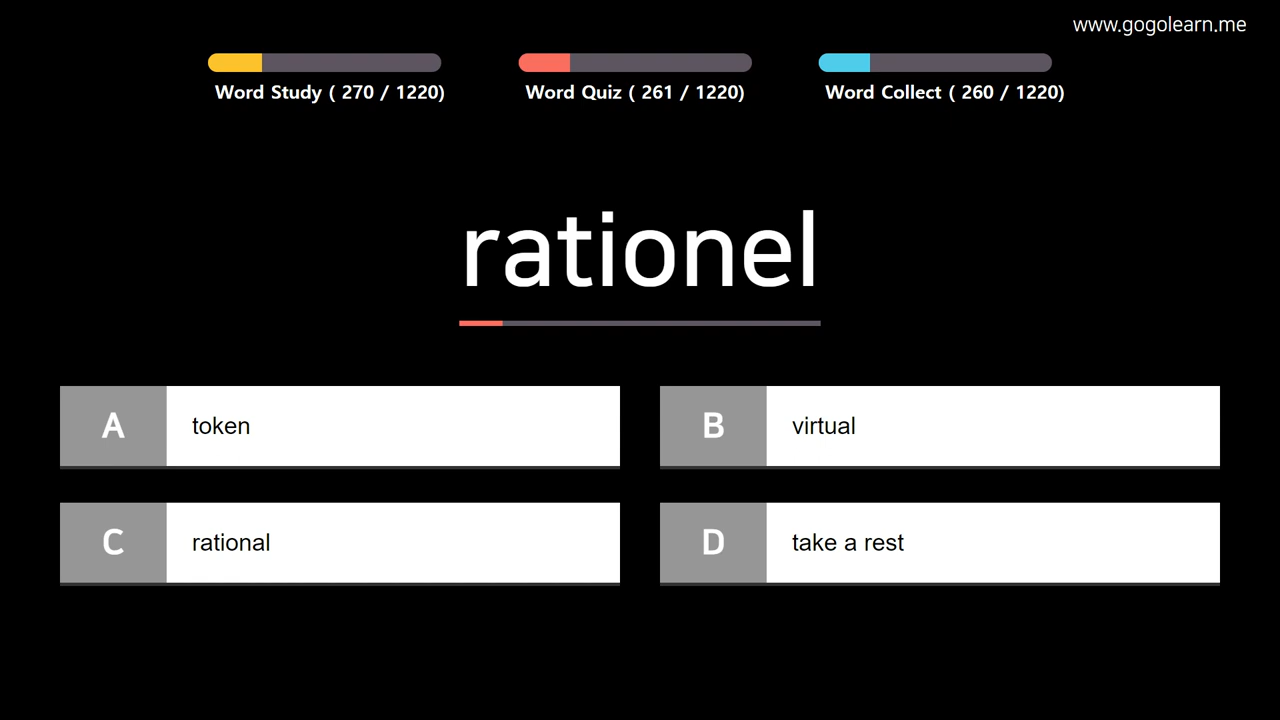 www.gogolearn.me
Word Study ( 270 / 1220)
Word Quiz ( 261 / 1220)
Word Collect ( 260 / 1220)
rationel
A token
B virtual
C rational
D take a rest